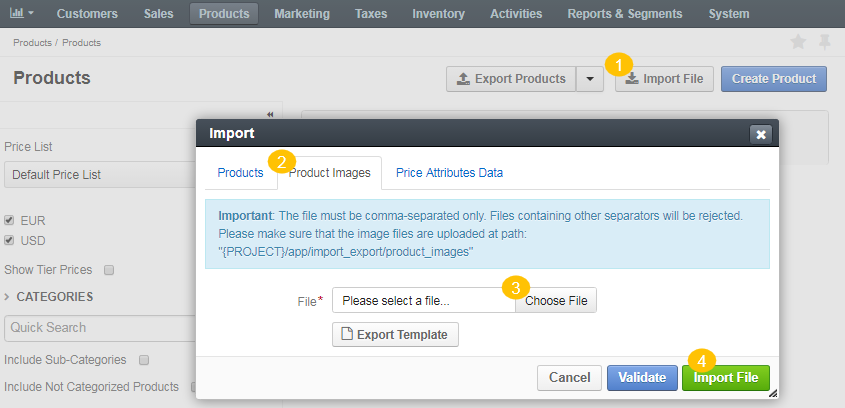 Customers Sales Products Marketing Taxes Inventory Activities Reports & Segments System
Products / Products
Products
1
Export Products Import File Create Product
Import
Price List
2
Products Product Images Price Attributes Data
Default Price List
Important: The file must be comma-separated only. Files containing other separators will be rejected.
EUR
Please make sure that the image files are uploaded at path:
USD
"{PROJECT}/app/import_export/product_images"
Show Tier Prices
3
CATEGORIES
File* Please select a file... Choose File
Quick Search
Export Template
Include Sub-Categories
4
Cancel Validate Import File
Include Not Categorized Products